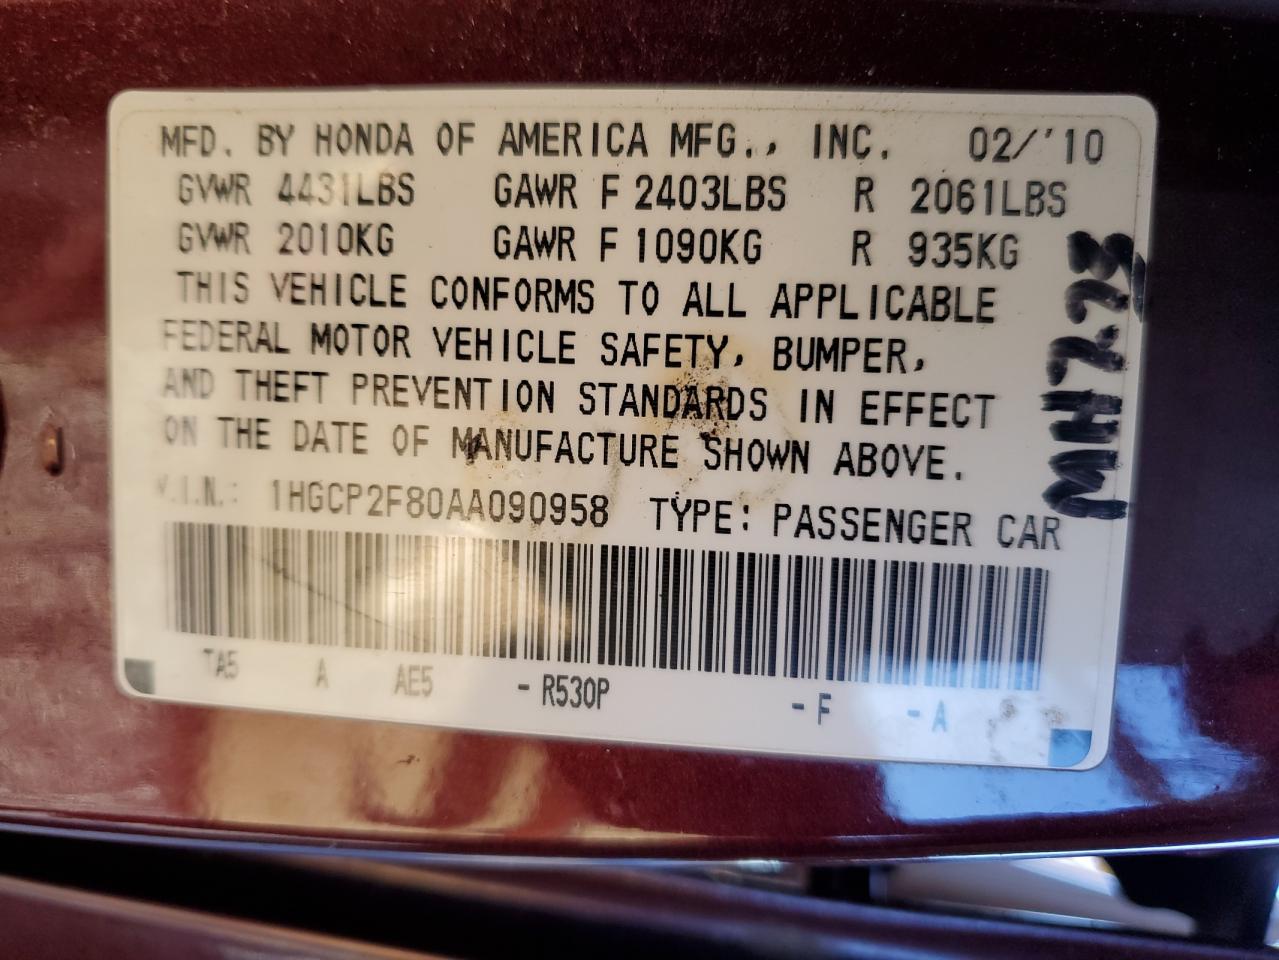 MFD. BY HONDA OF AMERICA MFG., INC. 02/'10
GVWR 4431LBS GAWR F 2403LBS R 2061LBS
GVWR 2010KG GAWR F 1090KG R 935KG
THIS VEHICLE CONFORMS TO ALL APPLICABLE
FEDERAL MOTOR VEHICLE SAFETY, BUMPER,
AND THEFT PREVENTION STANDARDS IN EFFECT
ON THE DATE OF MANUFACTURE SHOWN ABOVE.
V.I.N.: 1HGCP2F80AA090958 TYPE: PASSENGER CAR
TA5 A AE5 - R530P - F - A